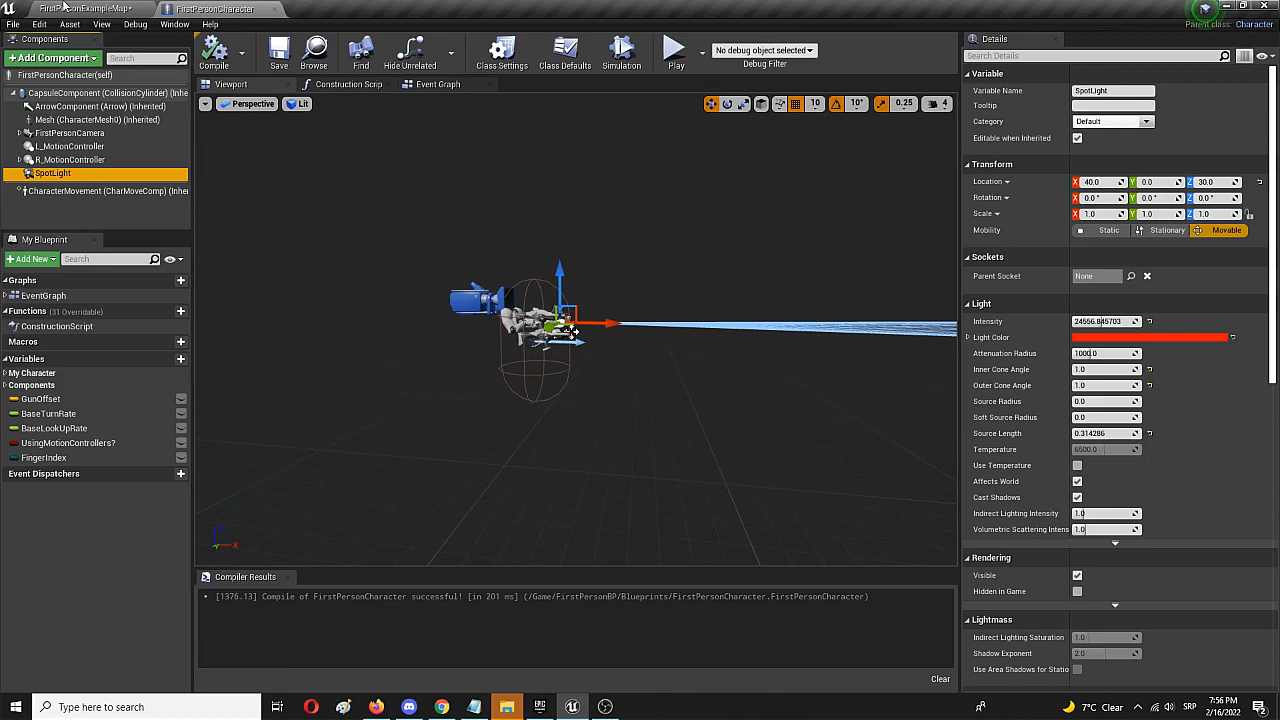 FirstPersonExampleMap*
FirstPersonCharacter
File Edit Asset View Debug Window Help
Parent class: Character
Components
+Add Component
Search
FirstPersonCharacter(self)
CapsuleComponent (CollisionCylinder) (Inhe
ArrowComponent (Arrow) (Inherited)
Mesh (CharacterMesh0) (Inherited)
FirstPersonCamera
L_MotionController
R_MotionController
SpotLight
CharacterMovement (CharMoveComp) (Inhe
My Blueprint
+Add New
Search
Graphs
EventGraph
Functions (31 Overridable)
ConstructionScript
Macros
Variables
My Character
Components
GunOffset
BaseTurnRate
BaseLookUpRate
UsingMotionControllers?
FingerIndex
Event Dispatchers
Compile
Save
Browse
Find
Hide Unrelated
Class Settings
Class Defaults
Simulation
Play
No debug object selected
Debug Filter
Viewport
Construction Scrip
Event Graph
Perspective
Lit
10
10°
0.25
4
X
Compiler Results
[1376.13] Compile of FirstPersonCharacter successful! [in 201 ms] (/Game/FirstPersonBP/Blueprints/FirstPersonCharacter.FirstPersonCharacter)
Clear
Details
Search Details
Variable
Variable Name SpotLight
Tooltip
Category Default
Editable when Inherited
Transform
Location X 40.0 Y 0.0 Z 30.0
Rotation X 0.0 ° Y 0.0 ° Z 0.0 °
Scale X 1.0 Y 1.0 Z 1.0
Mobility Static Stationary Movable
Sockets
Parent Socket None
Light
Intensity 24556.845703
Light Color
Attenuation Radius 1000.0
Inner Cone Angle 1.0
Outer Cone Angle 1.0
Source Radius 0.0
Soft Source Radius 0.0
Source Length 0.314286
Temperature 6500.0
Use Temperature
Affects World
Cast Shadows
Indirect Lighting Intensity 1.0
Volumetric Scattering Intens 1.0
Rendering
Visible
Hidden in Game
Lightmass
Indirect Lighting Saturation 1.0
Shadow Exponent 2.0
Use Area Shadows for Statio
Type here to search
7°C Clear
SRP
7:56 PM
2/16/2022